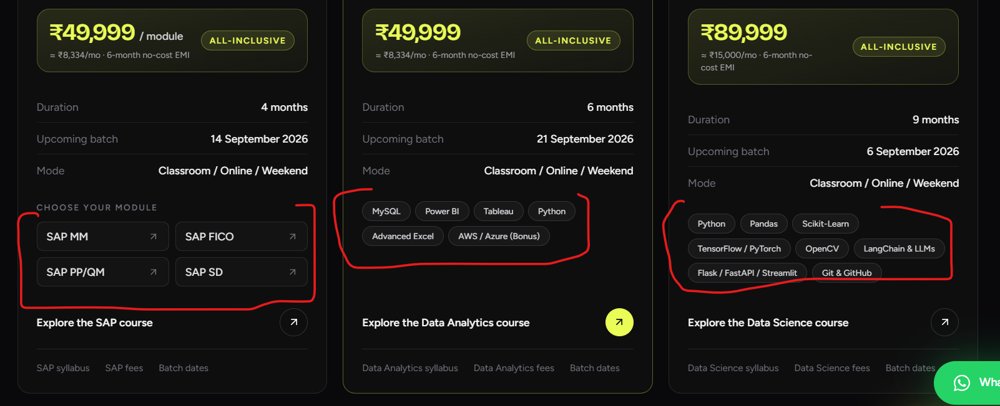 ₹49,999 / module
ALL-INCLUSIVE
≈ ₹8,334/mo · 6-month no-cost EMI
Duration 4 months
Upcoming batch 14 September 2026
Mode Classroom / Online / Weekend
CHOOSE YOUR MODULE
SAP MM
SAP FICO
SAP PP/QM
SAP SD
Explore the SAP course
SAP syllabus SAP fees Batch dates
₹49,999
ALL-INCLUSIVE
≈ ₹8,334/mo · 6-month no-cost EMI
Duration 6 months
Upcoming batch 21 September 2026
Mode Classroom / Online / Weekend
MySQL Power BI Tableau Python
Advanced Excel AWS / Azure (Bonus)
Explore the Data Analytics course
Data Analytics syllabus Data Analytics fees Batch dates
₹89,999
ALL-INCLUSIVE
≈ ₹15,000/mo · 6-month no-
cost EMI
Duration 9 months
Upcoming batch 6 September 2026
Mode Classroom / Online / Weekend
Python Pandas Scikit-Learn
TensorFlow / PyTorch OpenCV LangChain & LLMs
Flask / FastAPI / Streamlit Git & GitHub
Explore the Data Science course
Data Science syllabus Data Science fees Batch dates